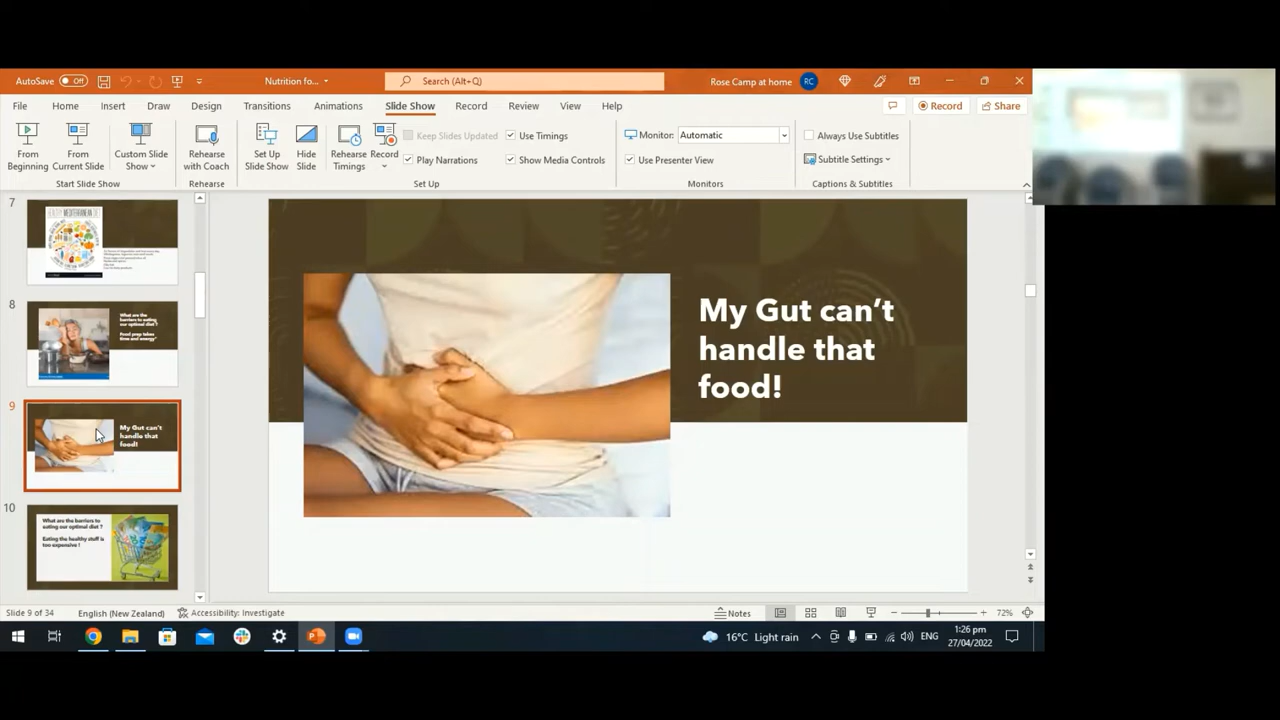 AutoSave Off
Nutrition fo...
Search (Alt+Q)
Rose Camp at home RC
File Home Insert Draw Design Transitions Animations Slide Show Record Review View Help
Record Share
From Beginning
From Current Slide
Custom Slide Show
Start Slide Show
Rehearse with Coach
Rehearse
Set Up Slide Show
Hide Slide
Rehearse Timings
Record
Keep Slides Updated
Use Timings
Play Narrations
Show Media Controls
Set Up
Monitor: Automatic
Use Presenter View
Monitors
Always Use Subtitles
Subtitle Settings
Captions & Subtitles
7
HEALTHY MEDITERRANEAN DIET
8
What are the
barriers to eating
our optimal diet ?
Food prep takes
time and energy"
9
My Gut can't
handle that
food!
10
What are the barriers to
eating our optimal diet ?
Eating the healthy stuff is
too expensive !
My Gut can't
handle that
food!
Slide 9 of 34
English (New Zealand)
Accessibility: Investigate
Notes
72%
16°C Light rain
ENG
1:26 pm
27/04/2022